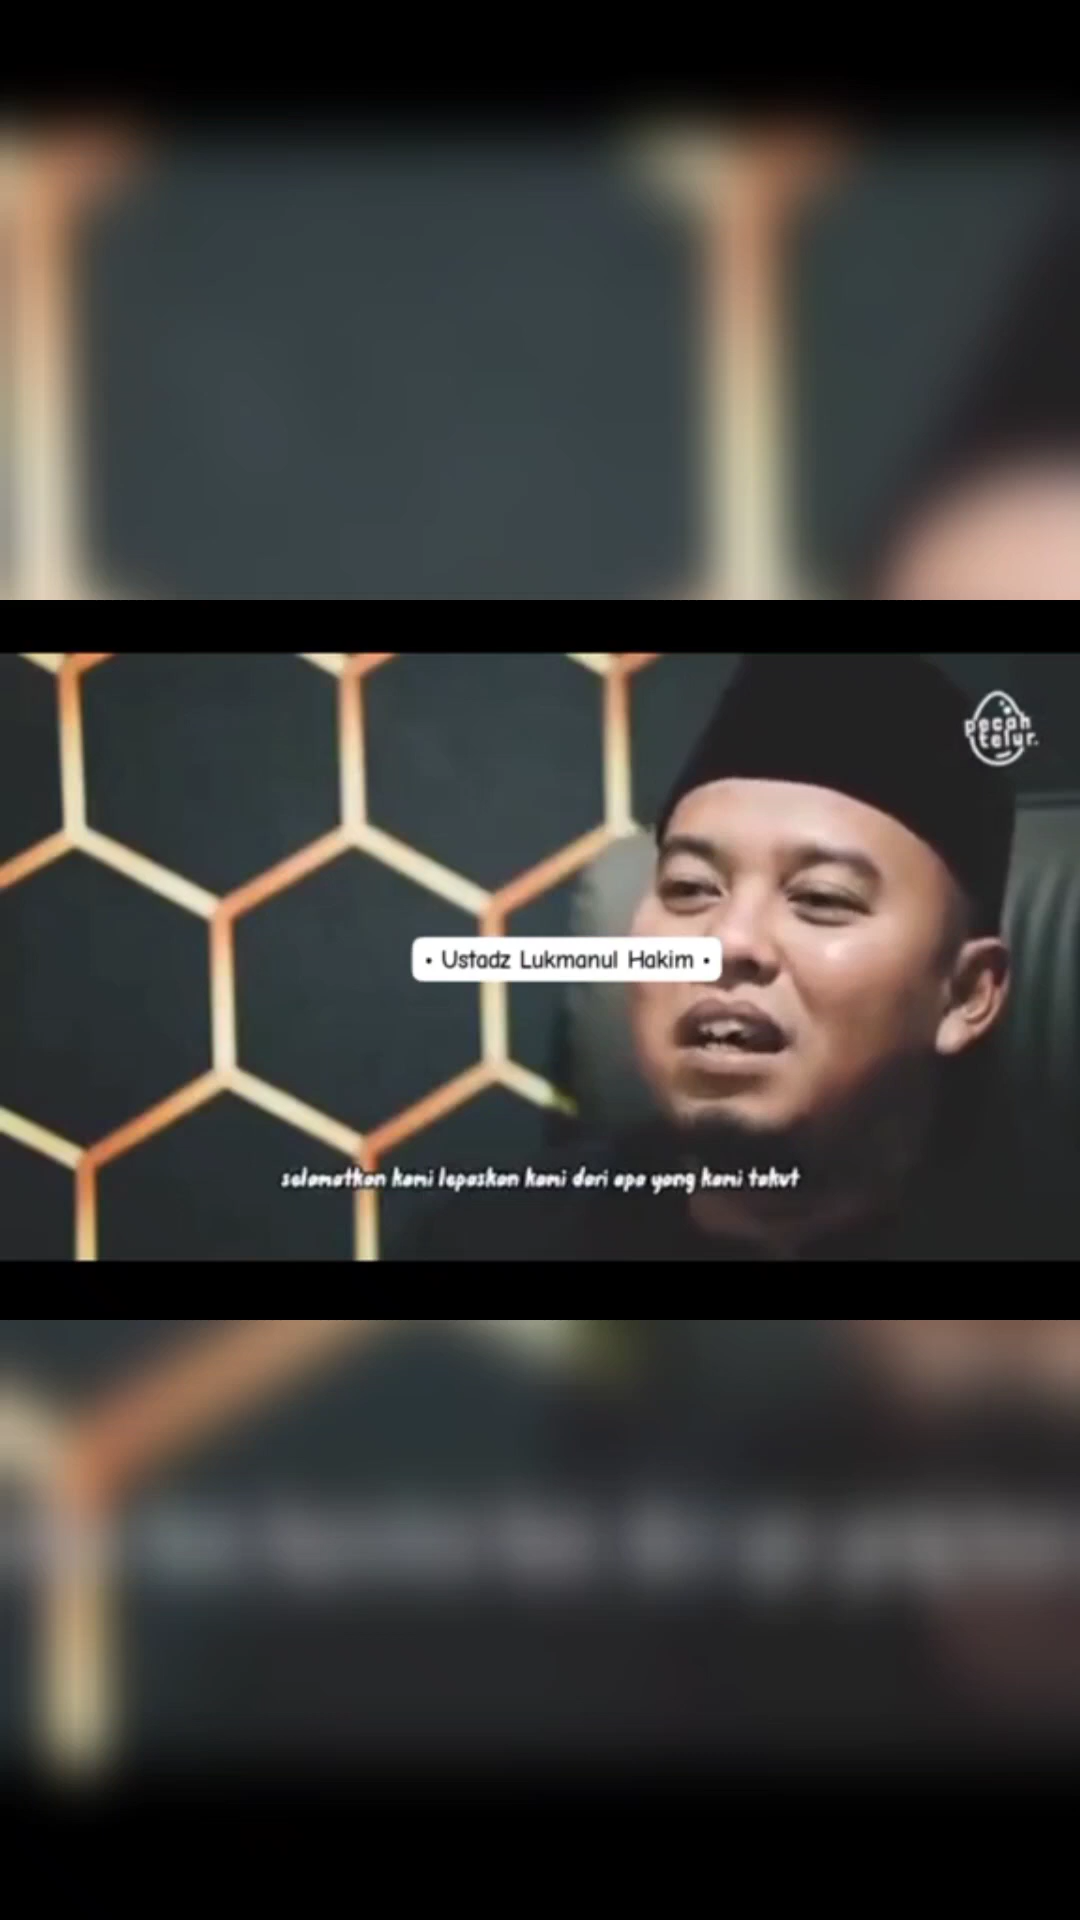 pecah
telur.
• Ustadz Lukmanul Hakim •
selamatkan kami lepaskan kami dari apa yang kami takut